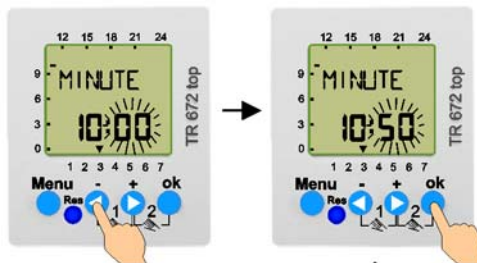 12 15 18 21 24
9
6
3
0
MINUTE
10:00
TR 672 top
1 2 3 4 5 6 7
Menu - + ok
Res
1 2
12 15 18 21 24
9
6
3
0
MINUTE
10:50
TR 672 top
1 2 3 4 5 6 7
Menu - + ok
Res
1 2